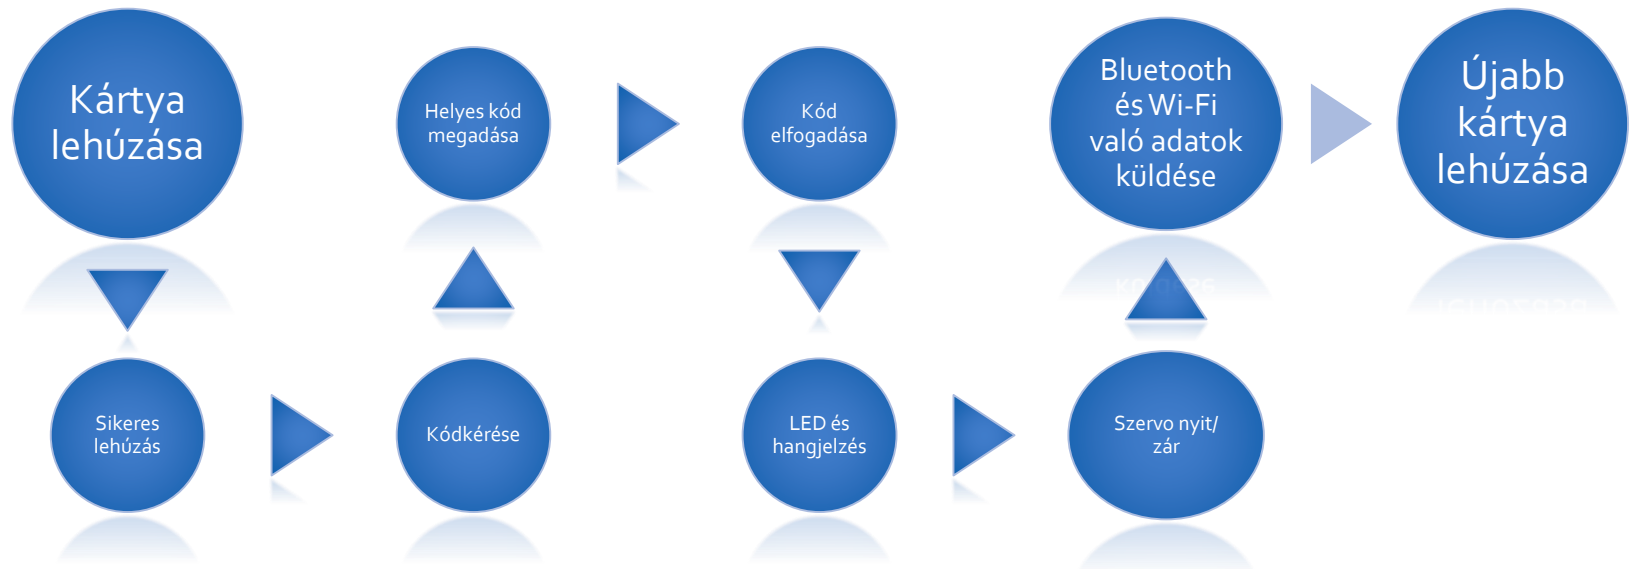 Kártya
lehúzása
Sikeres
lehúzás
Kódkérése
Helyes kód
megadása
Kód
elfogadása
LED és
hangjelzés
Szervo nyit/
zár
Bluetooth
és Wi-Fi
való adatok
küldése
Újabb
kártya
lehúzása